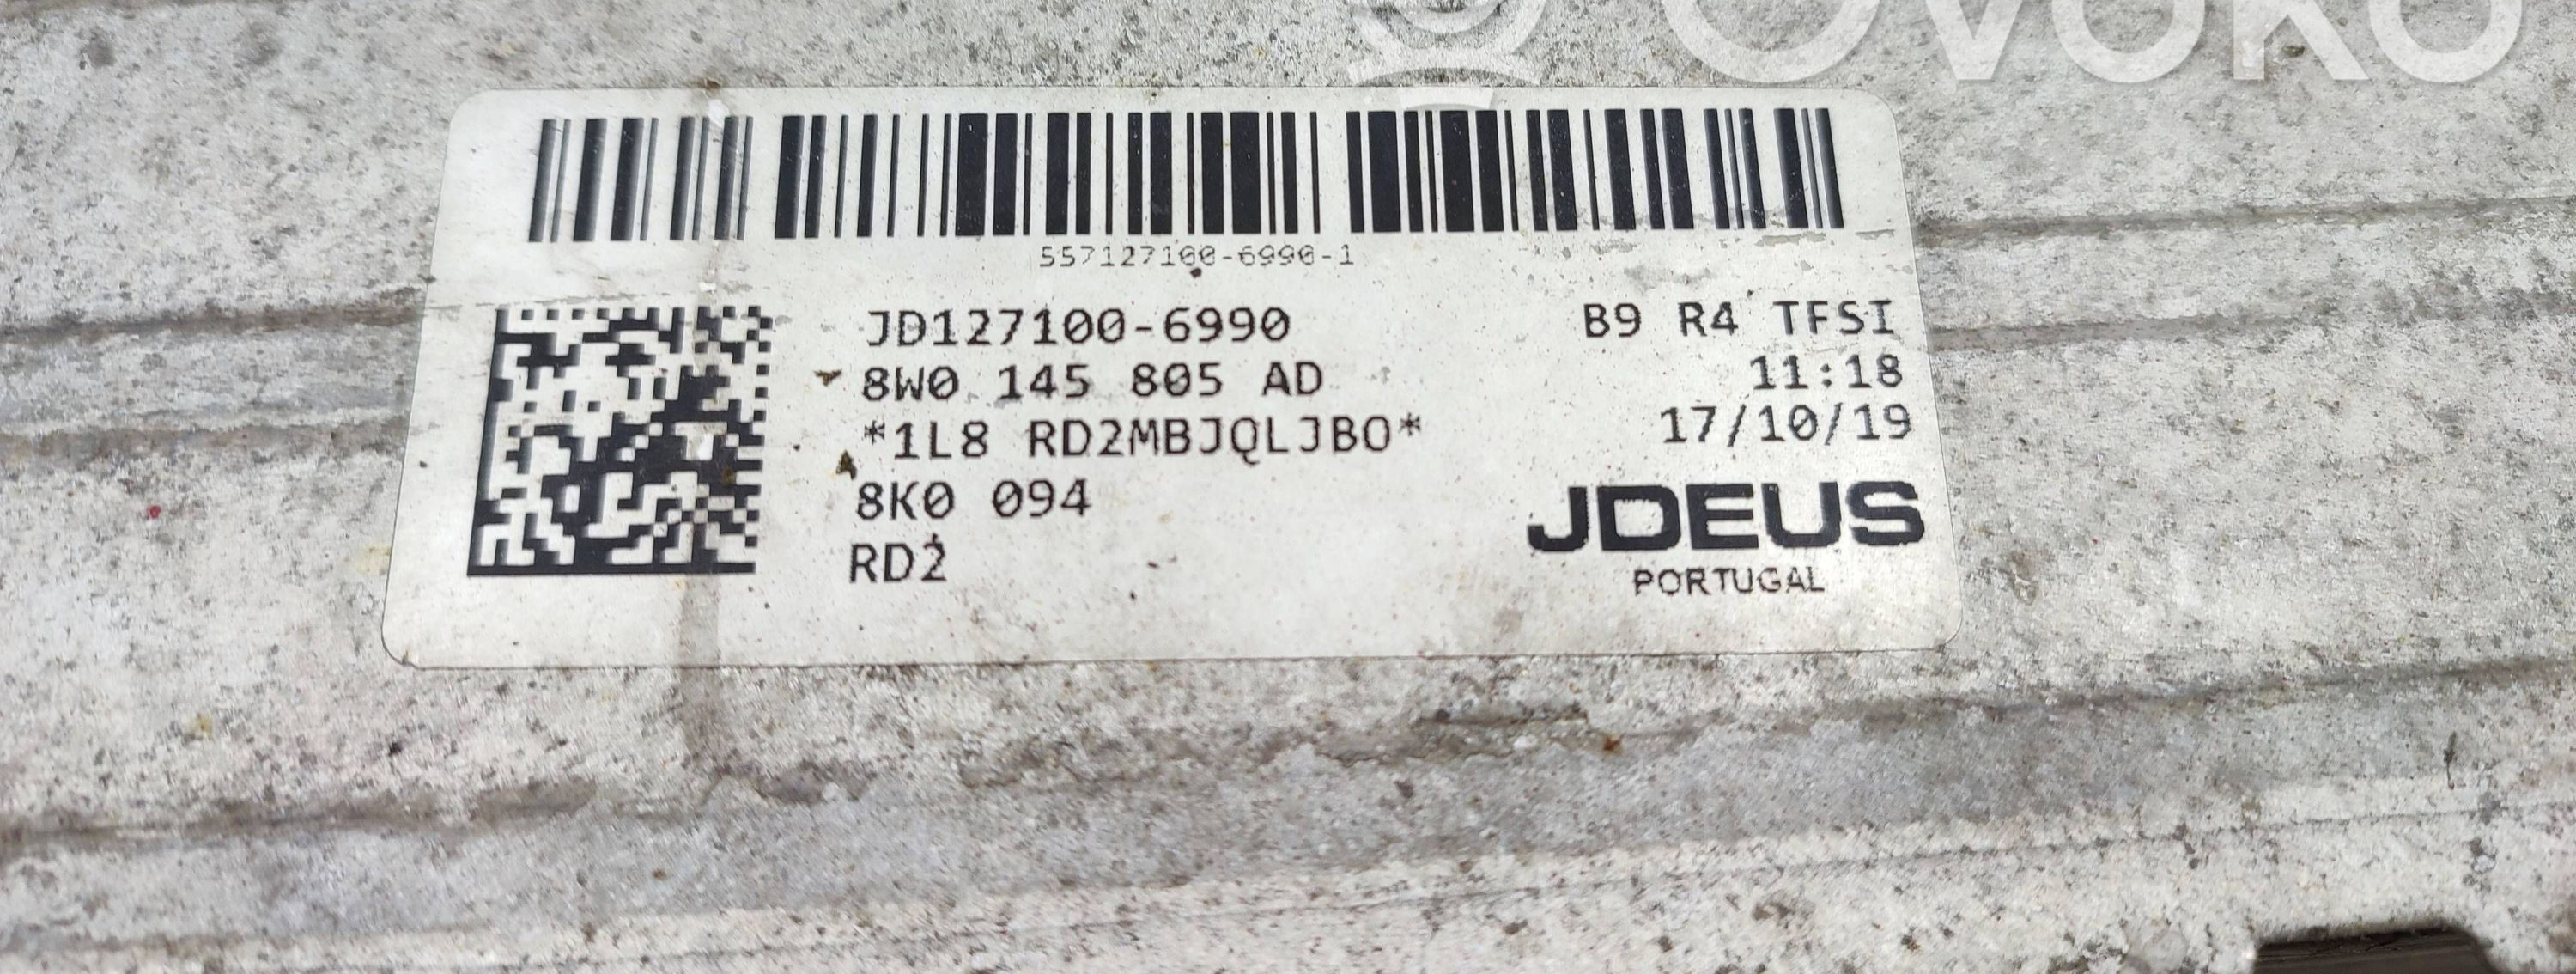 OVOKO
557127100-6990-1
JD127100-6990
8W0 145 805 AD
*1L8 RD2MBJQLJBO*
8K0 094
RD2
B9 R4 TFSI
11:18
17/10/19
JDEUS
PORTUGAL